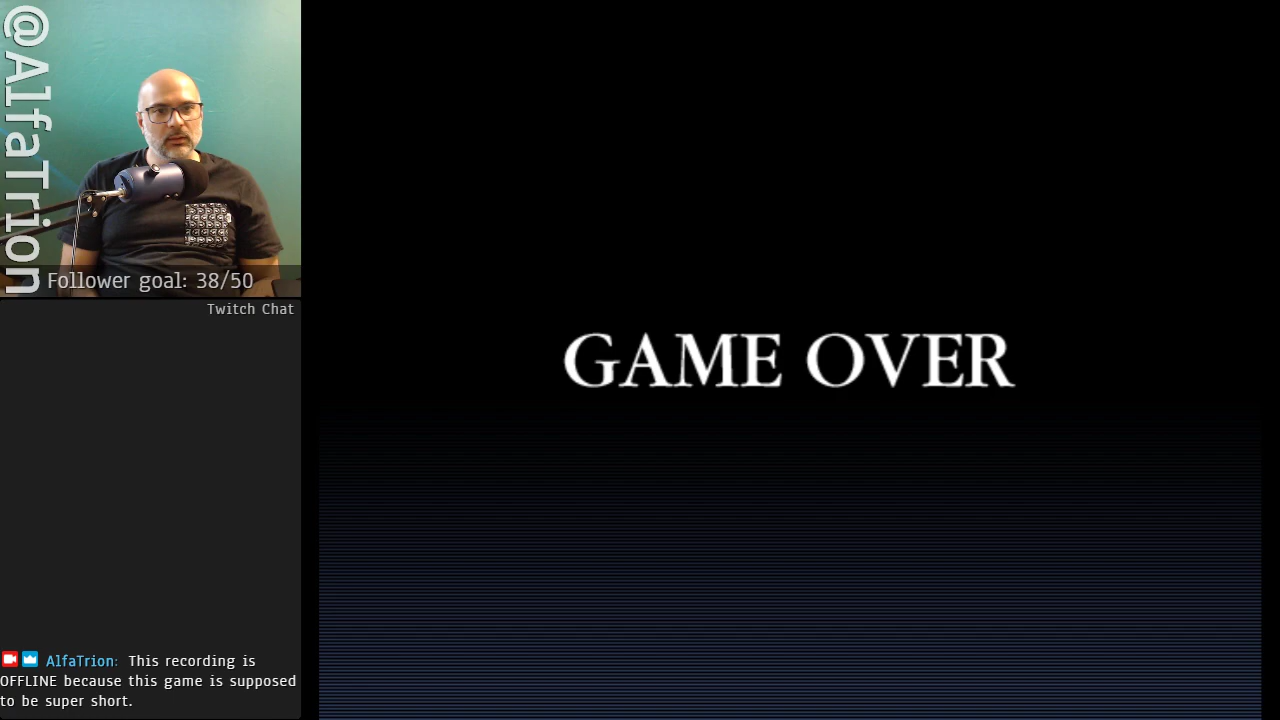 @AlfaTrion
Follower goal: 38/50
Twitch Chat
GAME OVER
AlfaTrion: This recording is
OFFLINE because this game is supposed
to be super short.